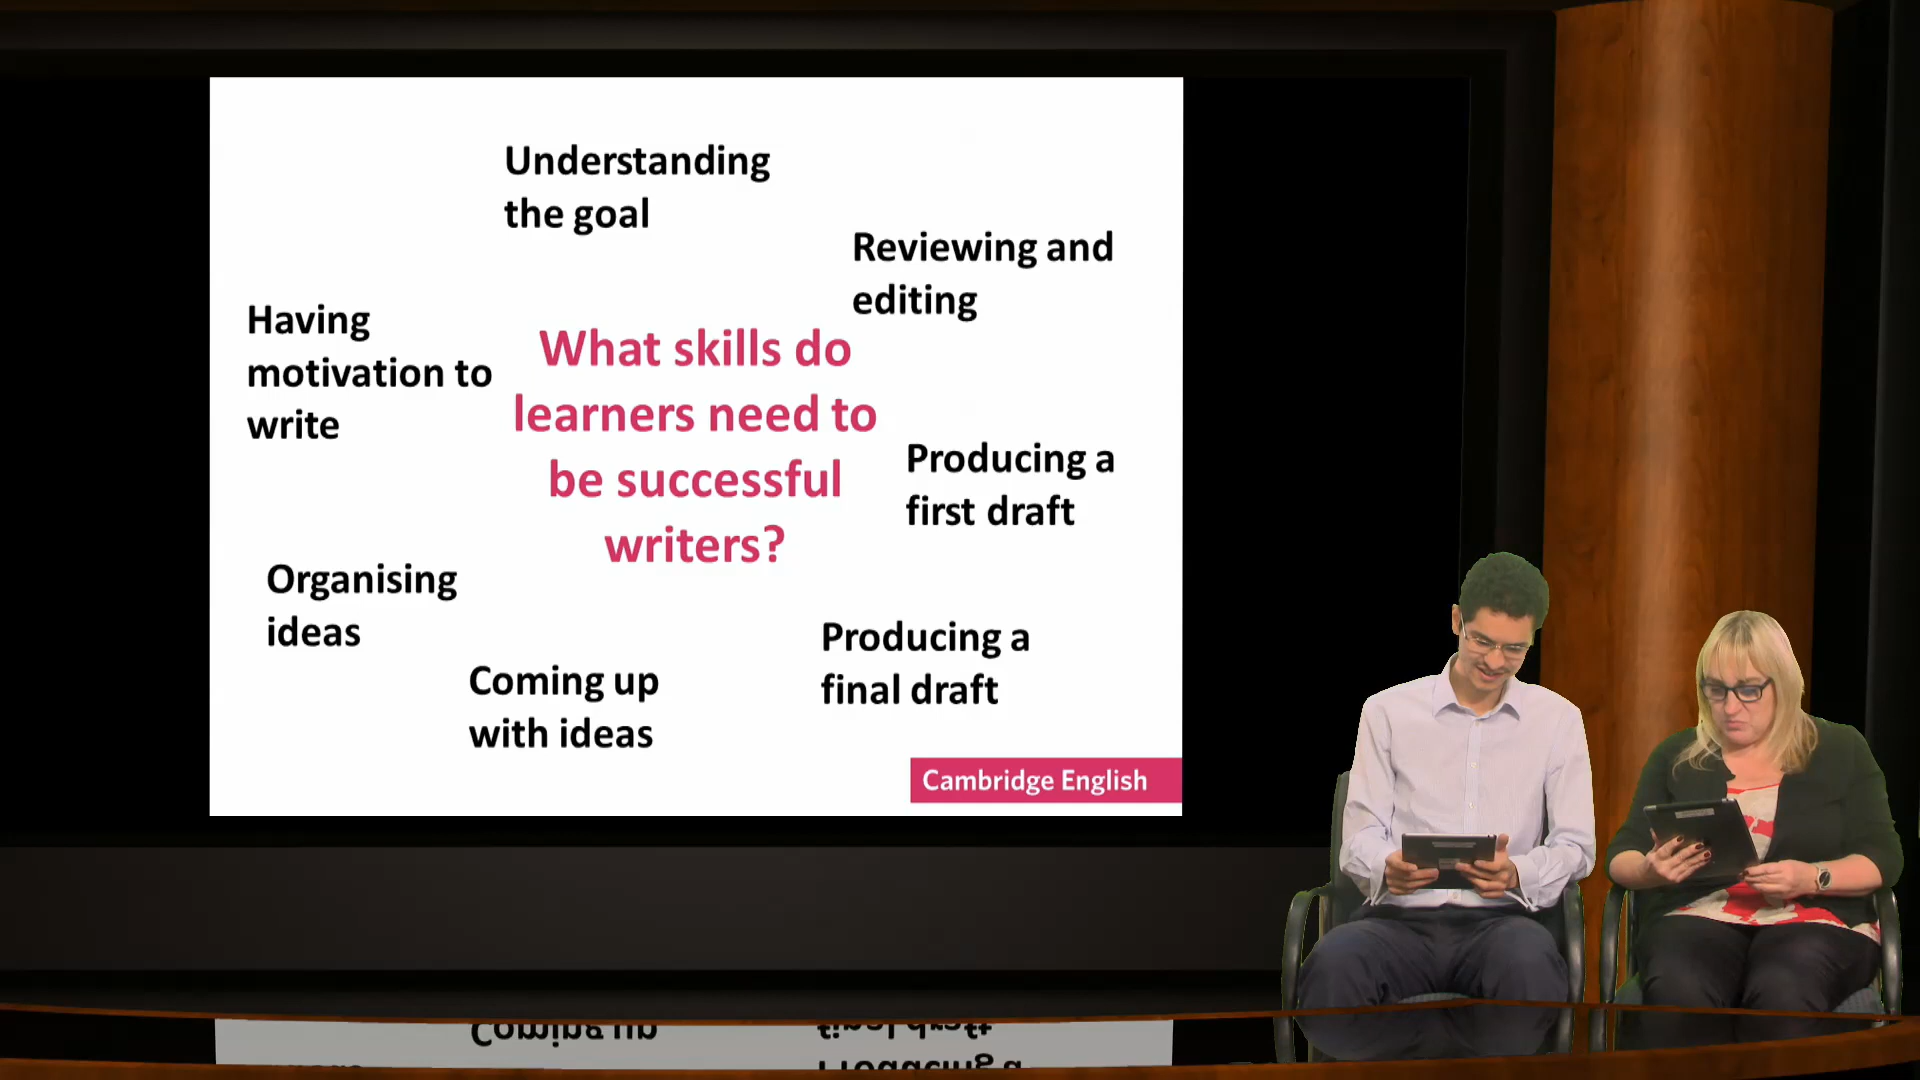 Understanding
the goal
Reviewing and
editing
Having
motivation to
write
What skills do
learners need to
be successful
writers?
Producing a
first draft
Organising
ideas
Producing a
final draft
Coming up
with ideas
Cambridge English